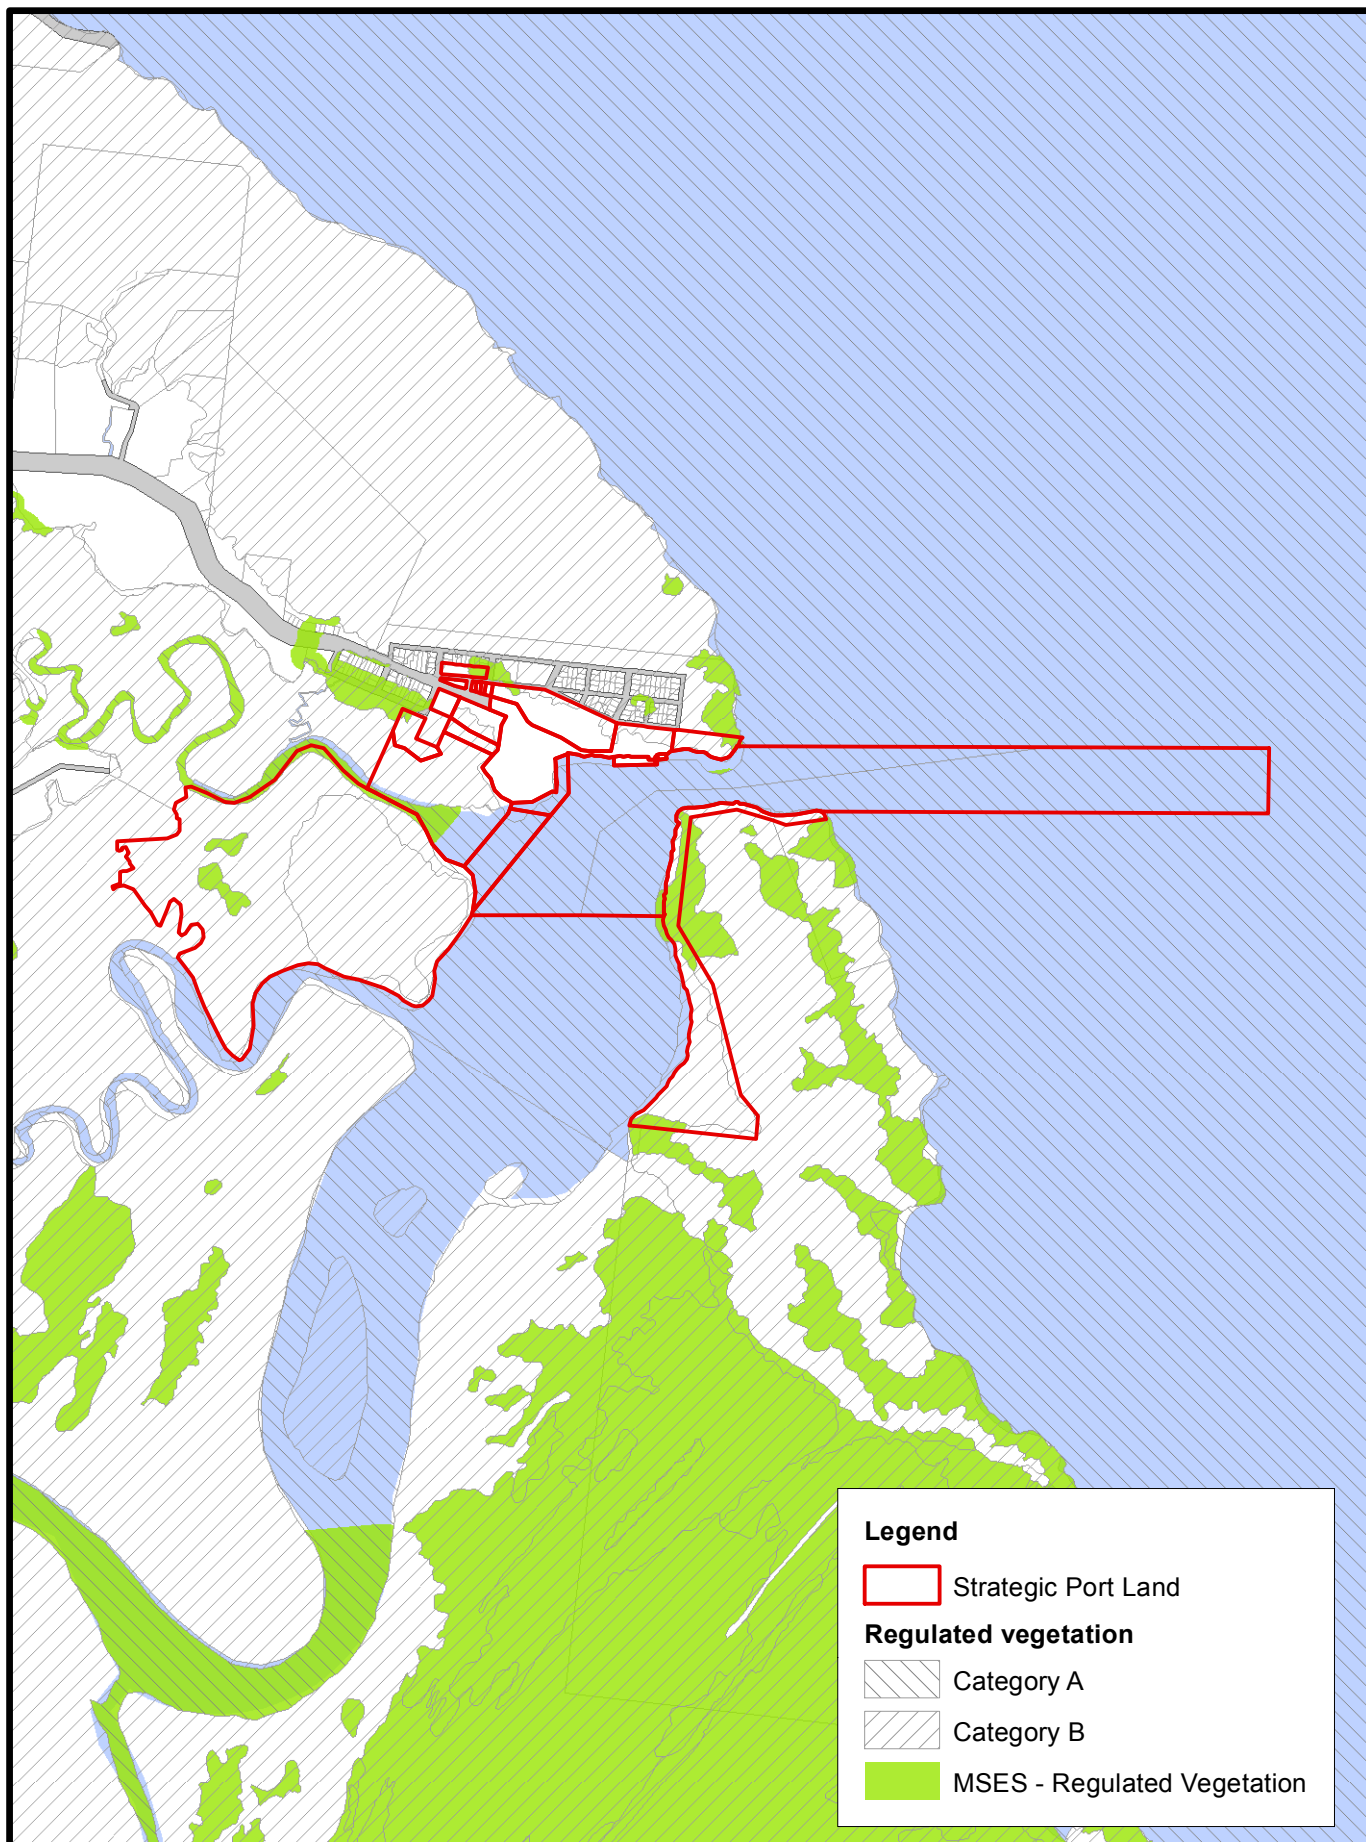 Legend
Strategic Port Land
Regulated vegetation
Category A
Category B
MSES - Regulated Vegetation